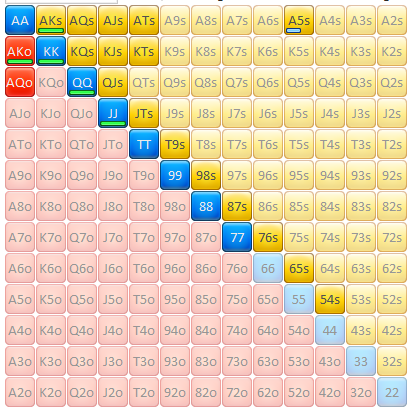 AA AKs AQs AJs ATs A9s A8s A7s A6s A5s A4s A3s A2s
AKo KK KQs KJs KTs K9s K8s K7s K6s K5s K4s K3s K2s
AQo KQo QQ QJs QTs Q9s Q8s Q7s Q6s Q5s Q4s Q3s Q2s
AJo KJo QJo JJ JTs J9s J8s J7s J6s J5s J4s J3s J2s
ATo KTo QTo JTo TT T9s T8s T7s T6s T5s T4s T3s T2s
A9o K9o Q9o J9o T9o 99 98s 97s 96s 95s 94s 93s 92s
A8o K8o Q8o J8o T8o 98o 88 87s 86s 85s 84s 83s 82s
A7o K7o Q7o J7o T7o 97o 87o 77 76s 75s 74s 73s 72s
A6o K6o Q6o J6o T6o 96o 86o 76o 66 65s 64s 63s 62s
A5o K5o Q5o J5o T5o 95o 85o 75o 65o 55 54s 53s 52s
A4o K4o Q4o J4o T4o 94o 84o 74o 64o 54o 44 43s 42s
A3o K3o Q3o J3o T3o 93o 83o 73o 63o 53o 43o 33 32s
A2o K2o Q2o J2o T2o 92o 82o 72o 62o 52o 42o 32o 22